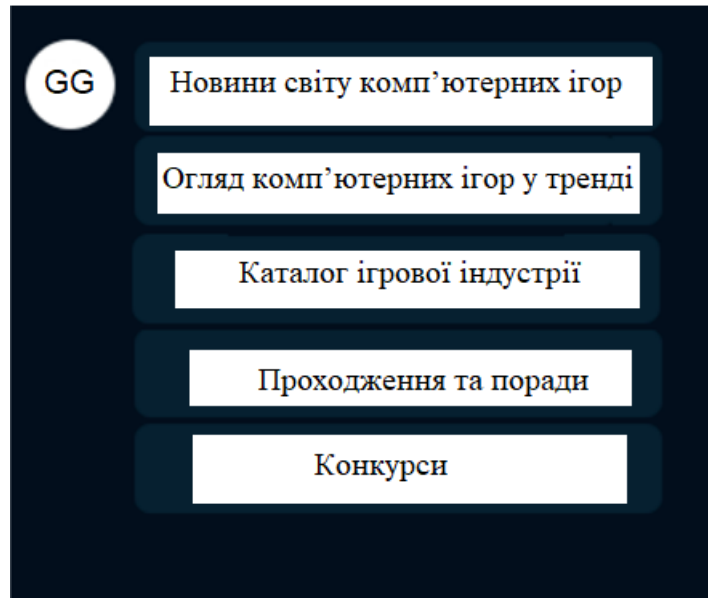 GG
Новини світу комп’ютерних ігор
Огляд комп’ютерних ігор у тренді
Каталог ігрової індустрії
Проходження та поради
Конкурси